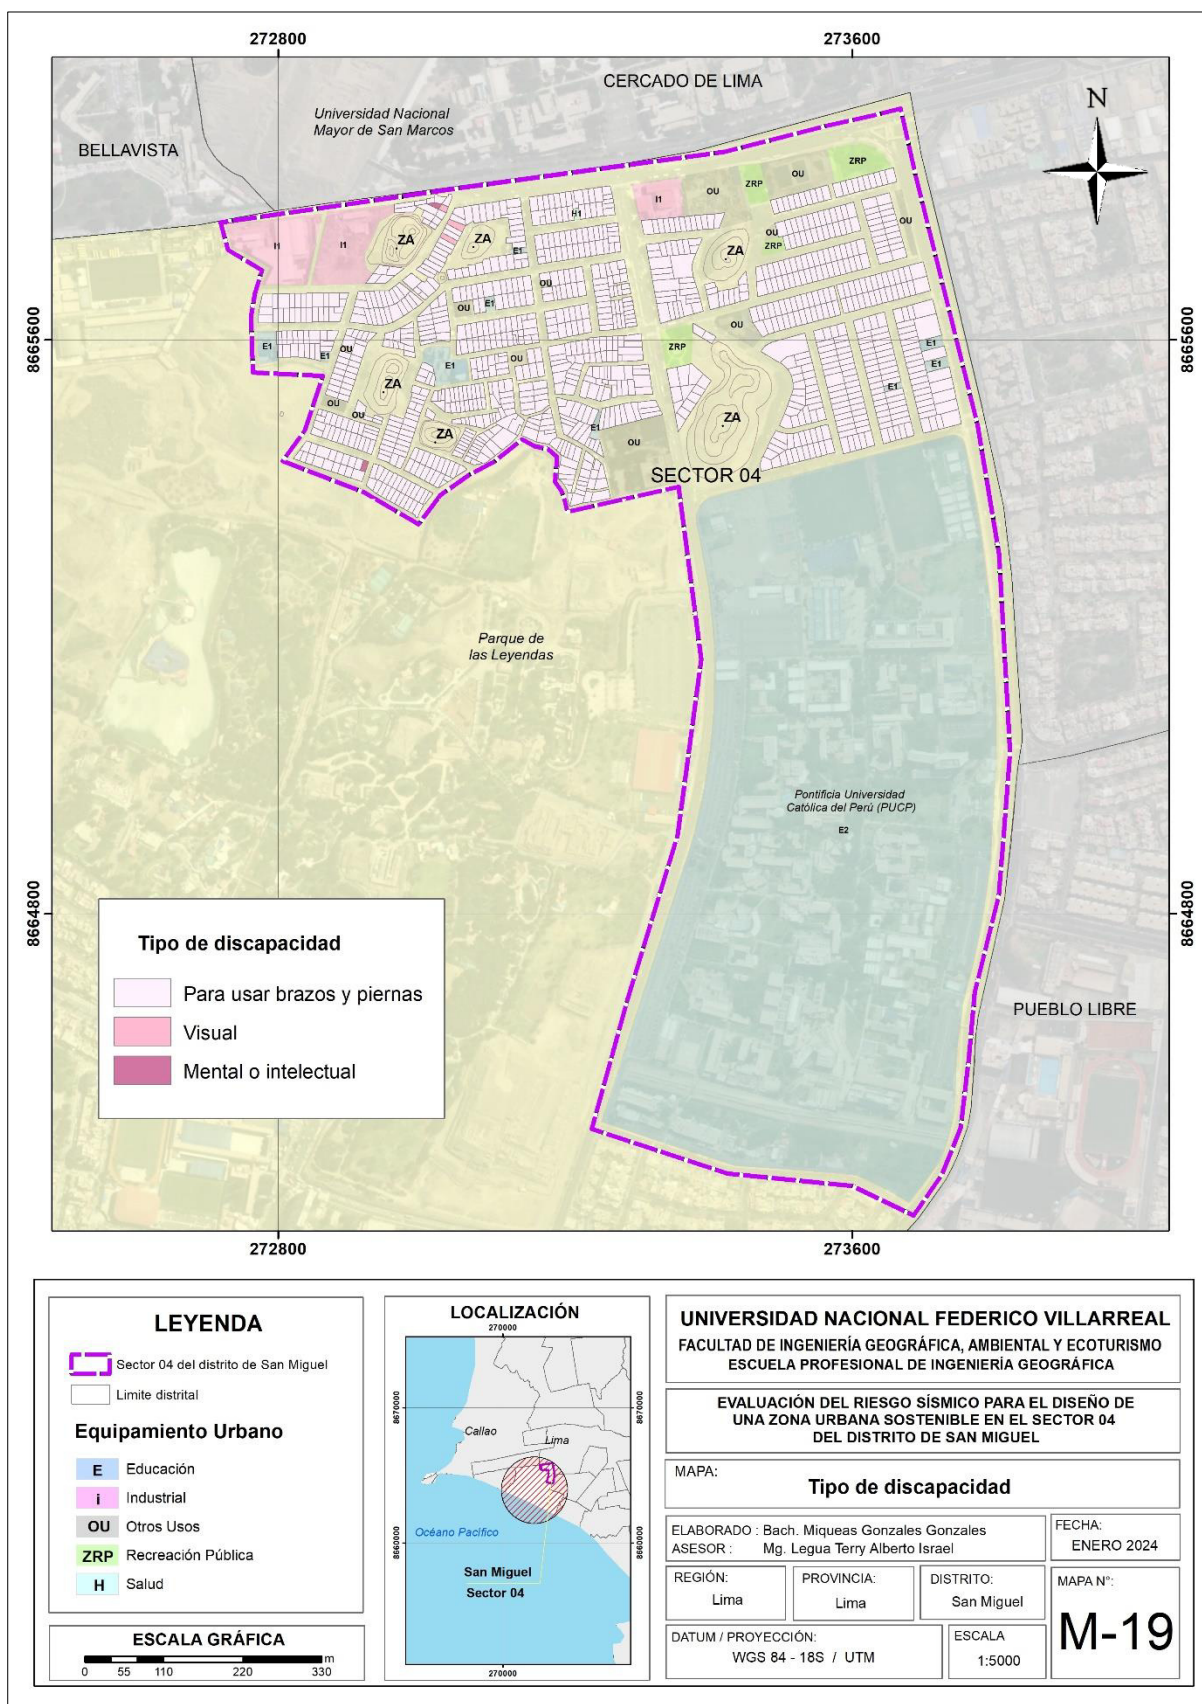 272800
273600
CERCADO DE LIMA
N
Universidad Nacional
Mayor de San Marcos
BELLAVISTA
ZRP
I1
OU
ZRP
OU
H1
OU
OU
I1
I1
ZA
ZA
E1
ZA
ZRP
OU
OU
E1
OU
8665600
8665600
E1
E1
OU
E1
OU
ZRP
E1
E1
E1
ZA
OU
OU
ZA
E1
OU
ZA
SECTOR 04
Parque de
las Leyendas
Pontificia Universidad
Católica del Perú (PUCP)
E2
8664800
8664800
Tipo de discapacidad
Para usar brazos y piernas
Visual
Mental o intelectual
PUEBLO LIBRE
272800
273600
LEYENDA
Sector 04 del distrito de San Miguel
Limite distrital
Equipamiento Urbano
E Educación
i Industrial
OU Otros Usos
ZRP Recreación Pública
H Salud
ESCALA GRÁFICA
m
0 55 110 220 330
LOCALIZACIÓN
270000
8670000
8670000
Callao
Lima
Océano Pacífico
8660000
8660000
San Miguel
Sector 04
270000
UNIVERSIDAD NACIONAL FEDERICO VILLARREAL
FACULTAD DE INGENIERÍA GEOGRÁFICA, AMBIENTAL Y ECOTURISMO
ESCUELA PROFESIONAL DE INGENIERÍA GEOGRÁFICA
EVALUACIÓN DEL RIESGO SÍSMICO PARA EL DISEÑO DE
UNA ZONA URBANA SOSTENIBLE EN EL SECTOR 04
DEL DISTRITO DE SAN MIGUEL
MAPA:
Tipo de discapacidad
ELABORADO : Bach. Miqueas Gonzales Gonzales
ASESOR : Mg. Legua Terry Alberto Israel
FECHA:
ENERO 2024
REGIÓN:
Lima
PROVINCIA:
Lima
DISTRITO:
San Miguel
MAPA N°:
M-19
DATUM / PROYECCIÓN:
WGS 84 - 18S / UTM
ESCALA
1:5000